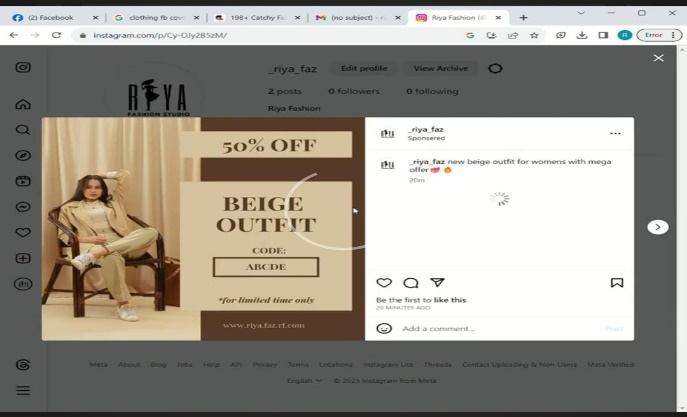 (2) Facebook
clothing fb cov
198+ Catchy Fa
(no subject) - r
Riya Fashion (@
instagram.com/p/Cy-DJy2B5zM/
R
Error
_riya_faz
Edit profile
View Archive
2 posts
0 followers
0 following
Riya Fashion
RIYA
FASHION STUDIO
50% OFF
BEIGE
OUTFIT
CODE:
ABCDE
*for limited time only
www.riya.faz.rf.com
_riya_faz
Sponsored
_riya_faz new beige outfit for womens with mega
offer
20m
Be the first to like this
20 MINUTES AGO
Add a comment...
Post
Meta About Blog Jobs Help API Privacy Terms Locations Instagram Lite Threads Contact Uploading & Non-Users Meta Verified
English
© 2023 Instagram from Meta